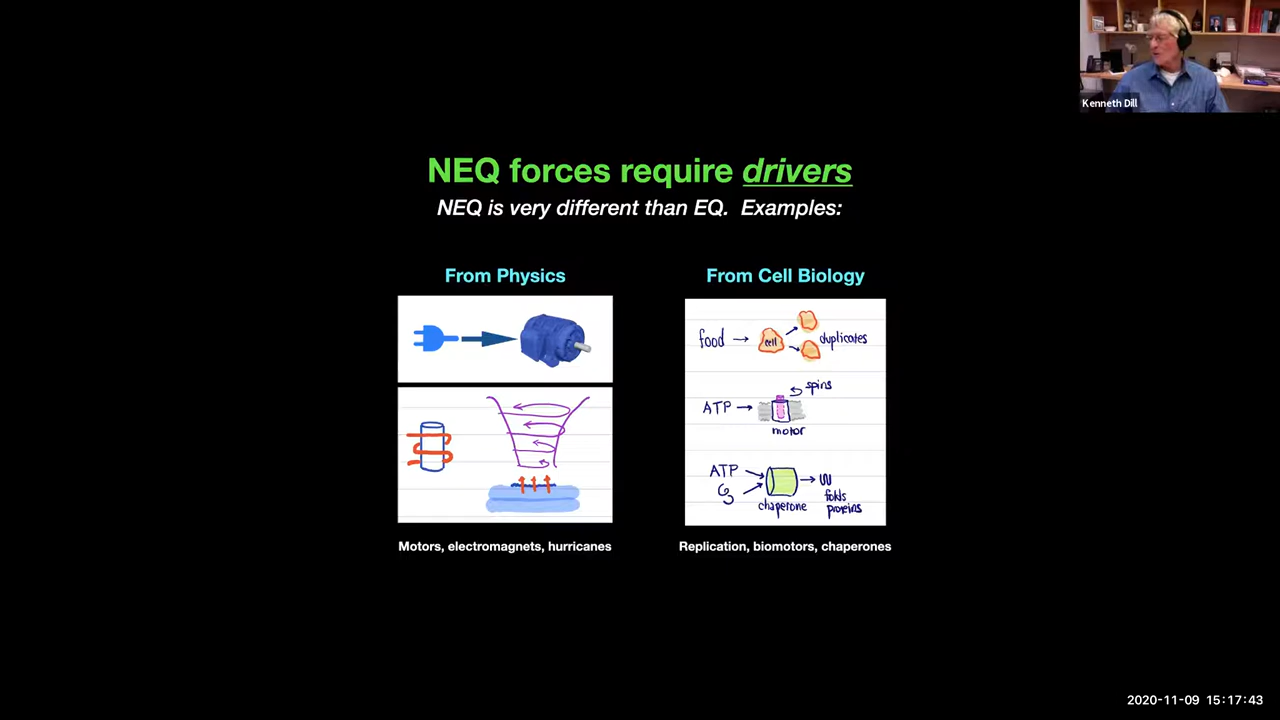 Kenneth Dill
NEQ forces require drivers
NEQ is very different than EQ. Examples:
From Physics
From Cell Biology
food
cell
duplicates
spins
ATP
motor
ATP
chaperone
folds
proteins
Motors, electromagnets, hurricanes
Replication, biomotors, chaperones
2020-11-09 15:17:43